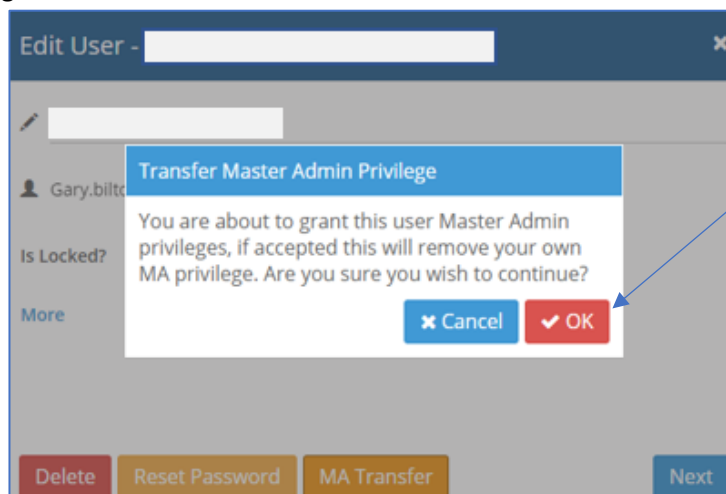 Edit User -
Transfer Master Admin Privilege
Gary.bilto
You are about to grant this user Master Admin
privileges, if accepted this will remove your own
MA privilege. Are you sure you wish to continue?
Is Locked?
More
Cancel
OK
Delete
Reset Password
MA Transfer
Next